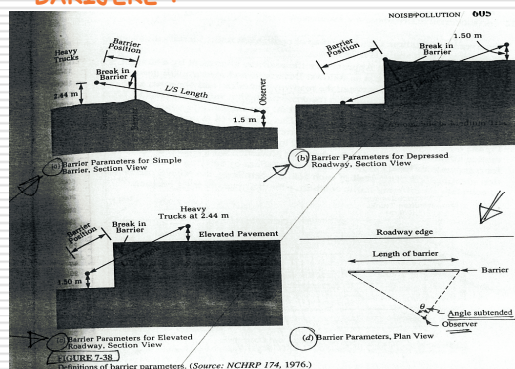 BARIJERE
NOISE POLLUTION 605
Heavy
Trucks
Barrier
Position
Break in
Barrier
L/S Length
2.44 m
Observer
1.5 m
(a) Barrier Parameters for Simple
Barrier, Section View
Barrier
Position
Break in
Barrier
1.50 m
(b) Barrier Parameters for Depressed
Roadway, Section View
Barrier
Position
Break in
Barrier
Heavy
Trucks at 2.44 m
Elevated Pavement
1.50 m
(c) Barrier Parameters for Elevated
Roadway, Section View
Roadway edge
Length of barrier
Barrier
θ
Angle subtended
Observer
(d) Barrier Parameters, Plan View
FIGURE 7-38
Definitions of barrier parameters. (Source: NCHRP 174, 1976.)